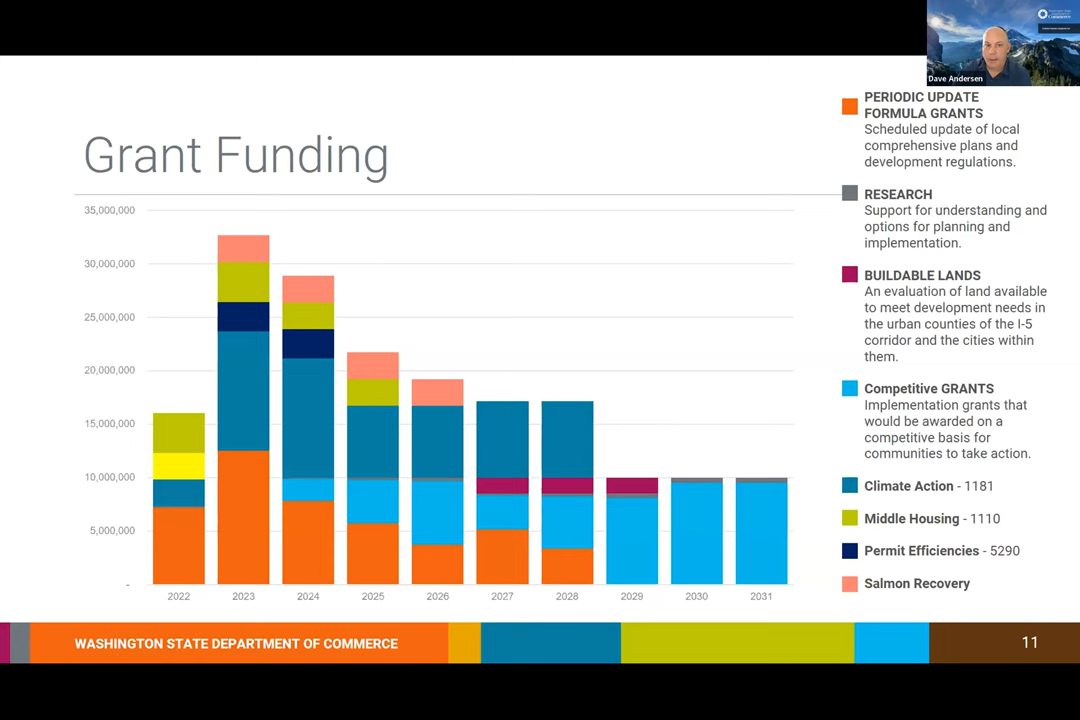 Commerce
Dave Andersen
Grant Funding
35,000,000
30,000,000
25,000,000
20,000,000
15,000,000
10,000,000
5,000,000
-
2022 2023 2024 2025 2026 2027 2028 2029 2030 2031
PERIODIC UPDATE
FORMULA GRANTS
Scheduled update of local
comprehensive plans and
development regulations.
RESEARCH
Support for understanding and
options for planning and
implementation.
BUILDABLE LANDS
An evaluation of land available
to meet development needs in
the urban counties of the I-5
corridor and the cities within
them.
Competitive GRANTS
Implementation grants that
would be awarded on a
competitive basis for
communities to take action.
Climate Action - 1181
Middle Housing - 1110
Permit Efficiencies - 5290
Salmon Recovery
WASHINGTON STATE DEPARTMENT OF COMMERCE
11